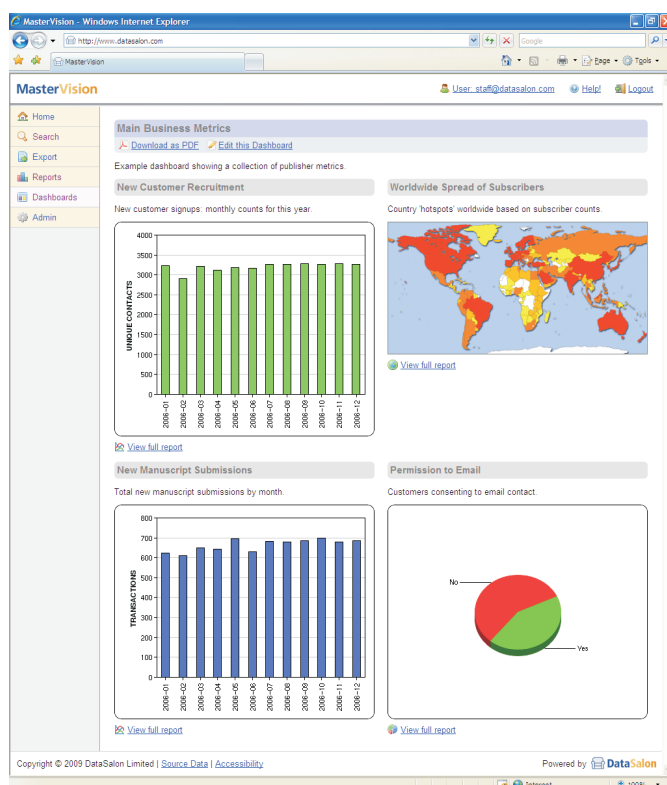 MasterVision - Windows Internet Explorer
http://www.datasalon.com
Google
MasterVision
Page
Tools
MasterVision
User: staff@datasalon.com
Help!
Logout
Home
Search
Export
Reports
Dashboards
Admin
Main Business Metrics
Download as PDF
Edit this Dashboard
Example dashboard showing a collection of publisher metrics.
New Customer Recruitment
New customer signups: monthly counts for this year.
UNIQUE CONTACTS
4000
3500
3000
2500
2000
1500
1000
500
0
2006-01
2006-02
2006-03
2006-04
2006-05
2006-06
2006-07
2006-08
2006-09
2006-10
2006-11
2006-12
View full report
Worldwide Spread of Subscribers
Country 'hotspots' worldwide based on subscriber counts.
View full report
New Manuscript Submissions
Total new manuscript submissions by month.
TRANSACTIONS
800
700
600
500
400
300
200
100
0
2006-01
2006-02
2006-03
2006-04
2006-05
2006-06
2006-07
2006-08
2006-09
2006-10
2006-11
2006-12
View full report
Permission to Email
Customers consenting to email contact.
No
Yes
View full report
Copyright © 2009 DataSalon Limited | Source Data | Accessibility
Powered by DataSalon
Internet
100%